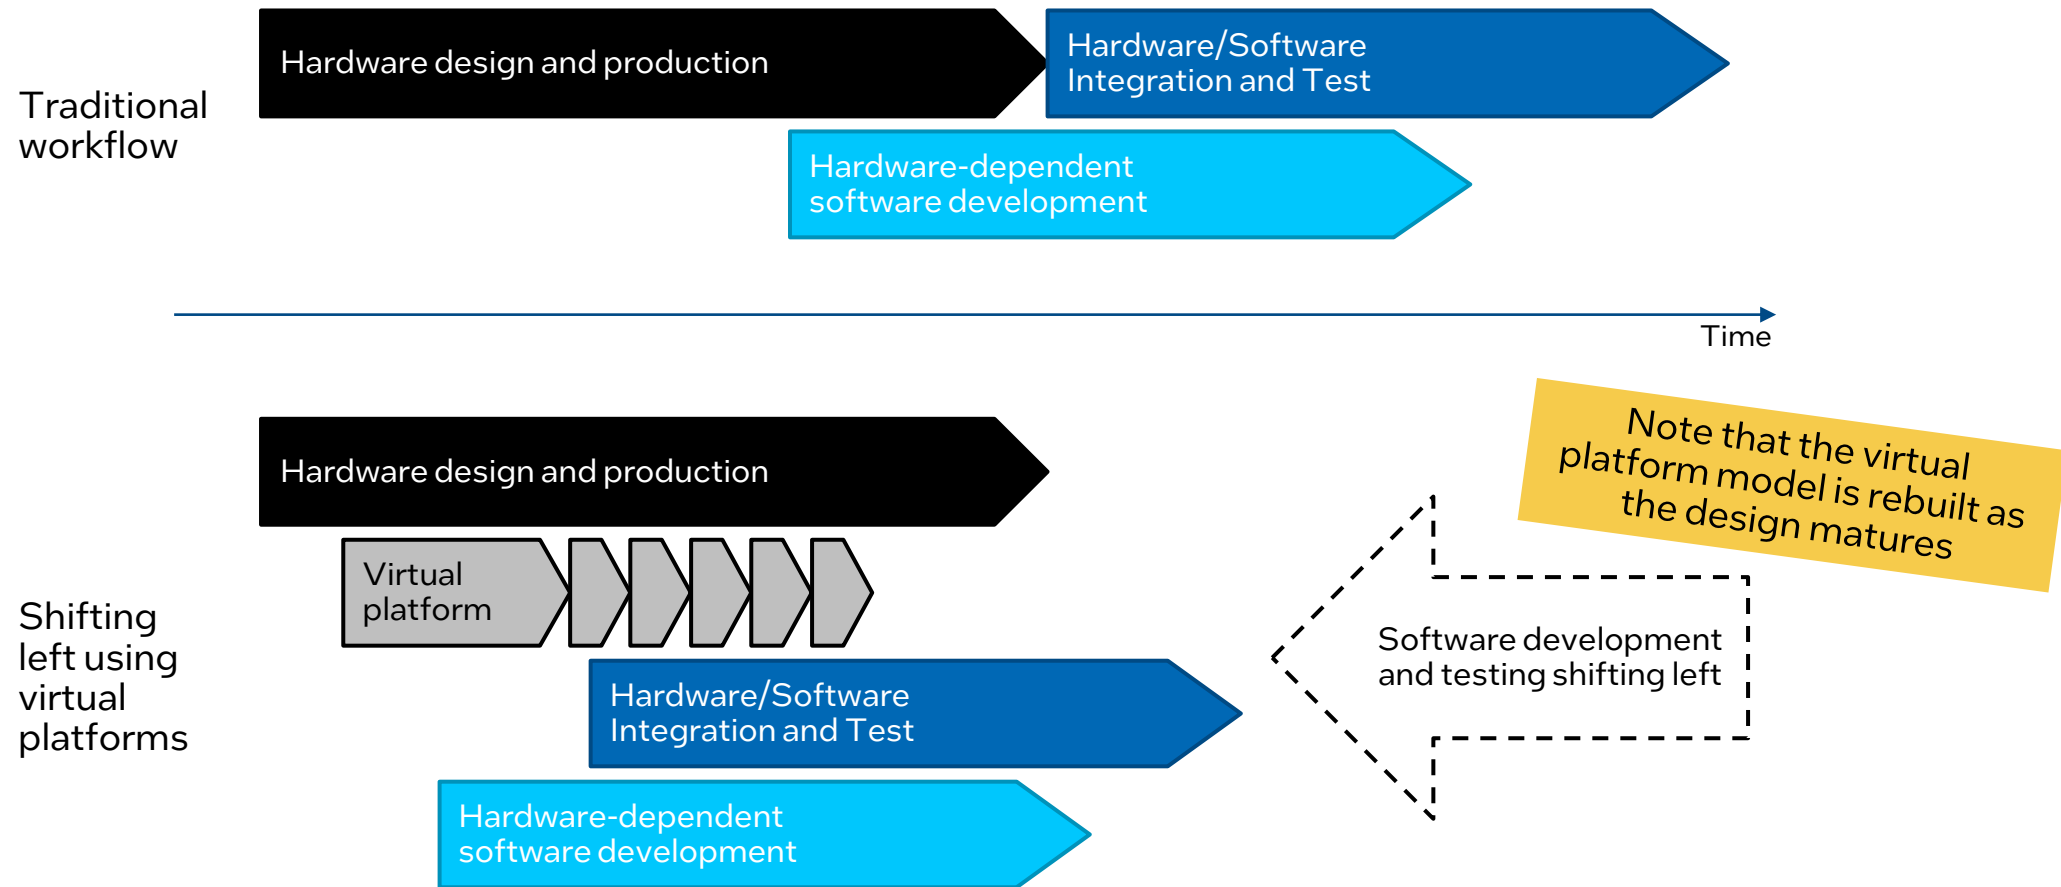 Traditional
workflow
Hardware design and production
Hardware/Software
Integration and Test
Hardware-dependent
software development
Time
Note that the virtual
platform model is rebuilt as
the design matures
Shifting
left using
virtual
platforms
Hardware design and production
Virtual
platform
Hardware/Software
Integration and Test
Hardware-dependent
software development
Software development
and testing shifting left